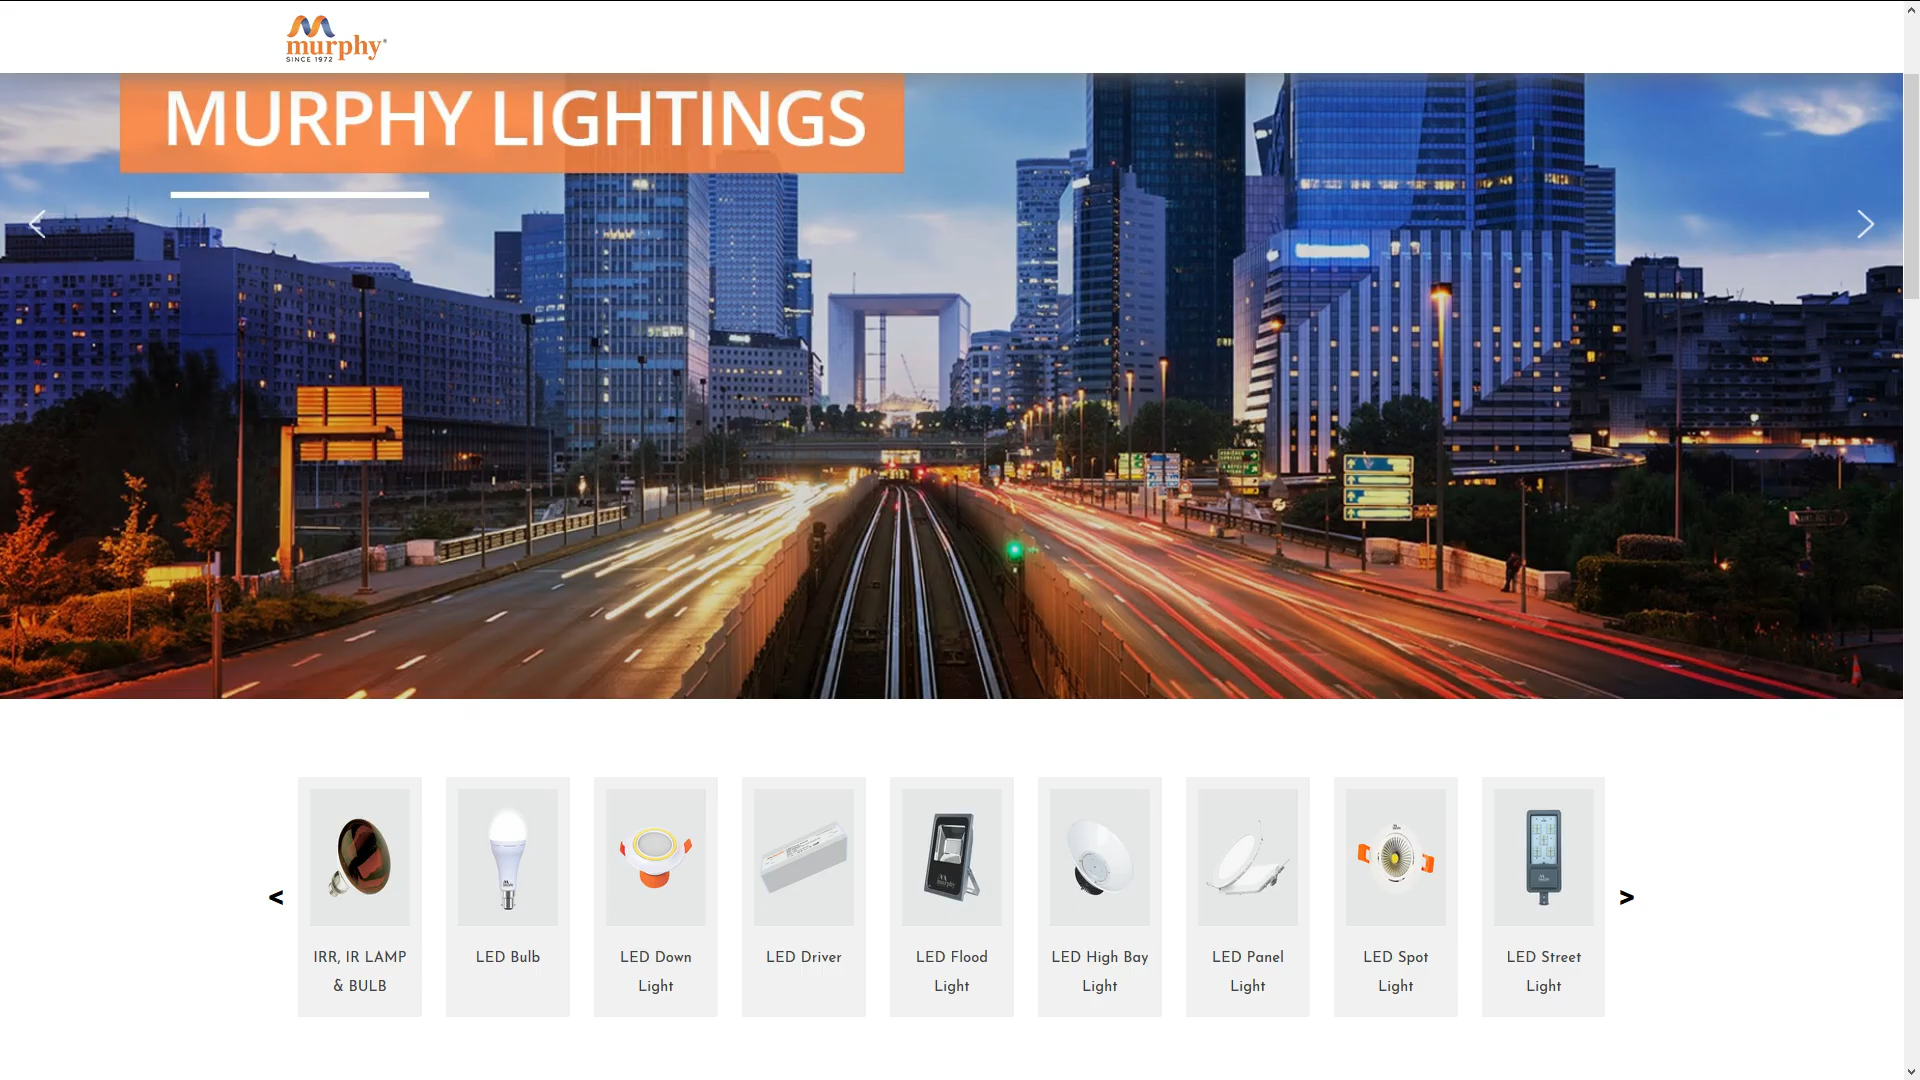 murphy
SINCE 1972
MURPHY LIGHTINGS
<
IRR, IR LAMP
& BULB
LED Bulb
LED Down
Light
LED Driver
LED Flood
Light
LED High Bay
Light
LED Panel
Light
LED Spot
Light
LED Street
Light
>